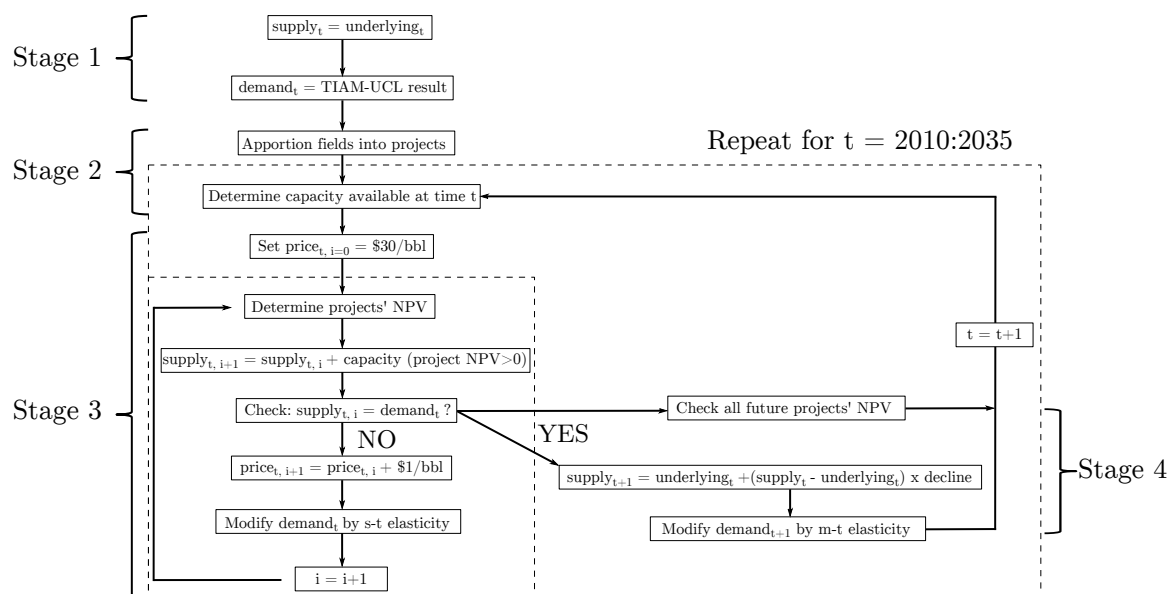 Stage 1
supplyₜ = underlyingₜ
demandₜ = TIAM-UCL result
Stage 2
Apportion fields into projects
Repeat for t = 2010:2035
Determine capacity available at time t
Stage 3
Set priceₜ, ᵢ₌₀ = $30/bbl
Determine projects' NPV
t = t+1
supplyₜ, ᵢ₊₁ = supplyₜ, ᵢ + capacity (project NPV>0)
Check: supplyₜ, ᵢ = demandₜ ?
Check all future projects' NPV
NO
YES
priceₜ, ᵢ₊₁ = priceₜ, ᵢ + $1/bbl
supplyₜ₊₁ = underlyingₜ +(supplyₜ - underlyingₜ) x decline
Stage 4
Modify demandₜ by s-t elasticity
Modify demandₜ₊₁ by m-t elasticity
i = i+1